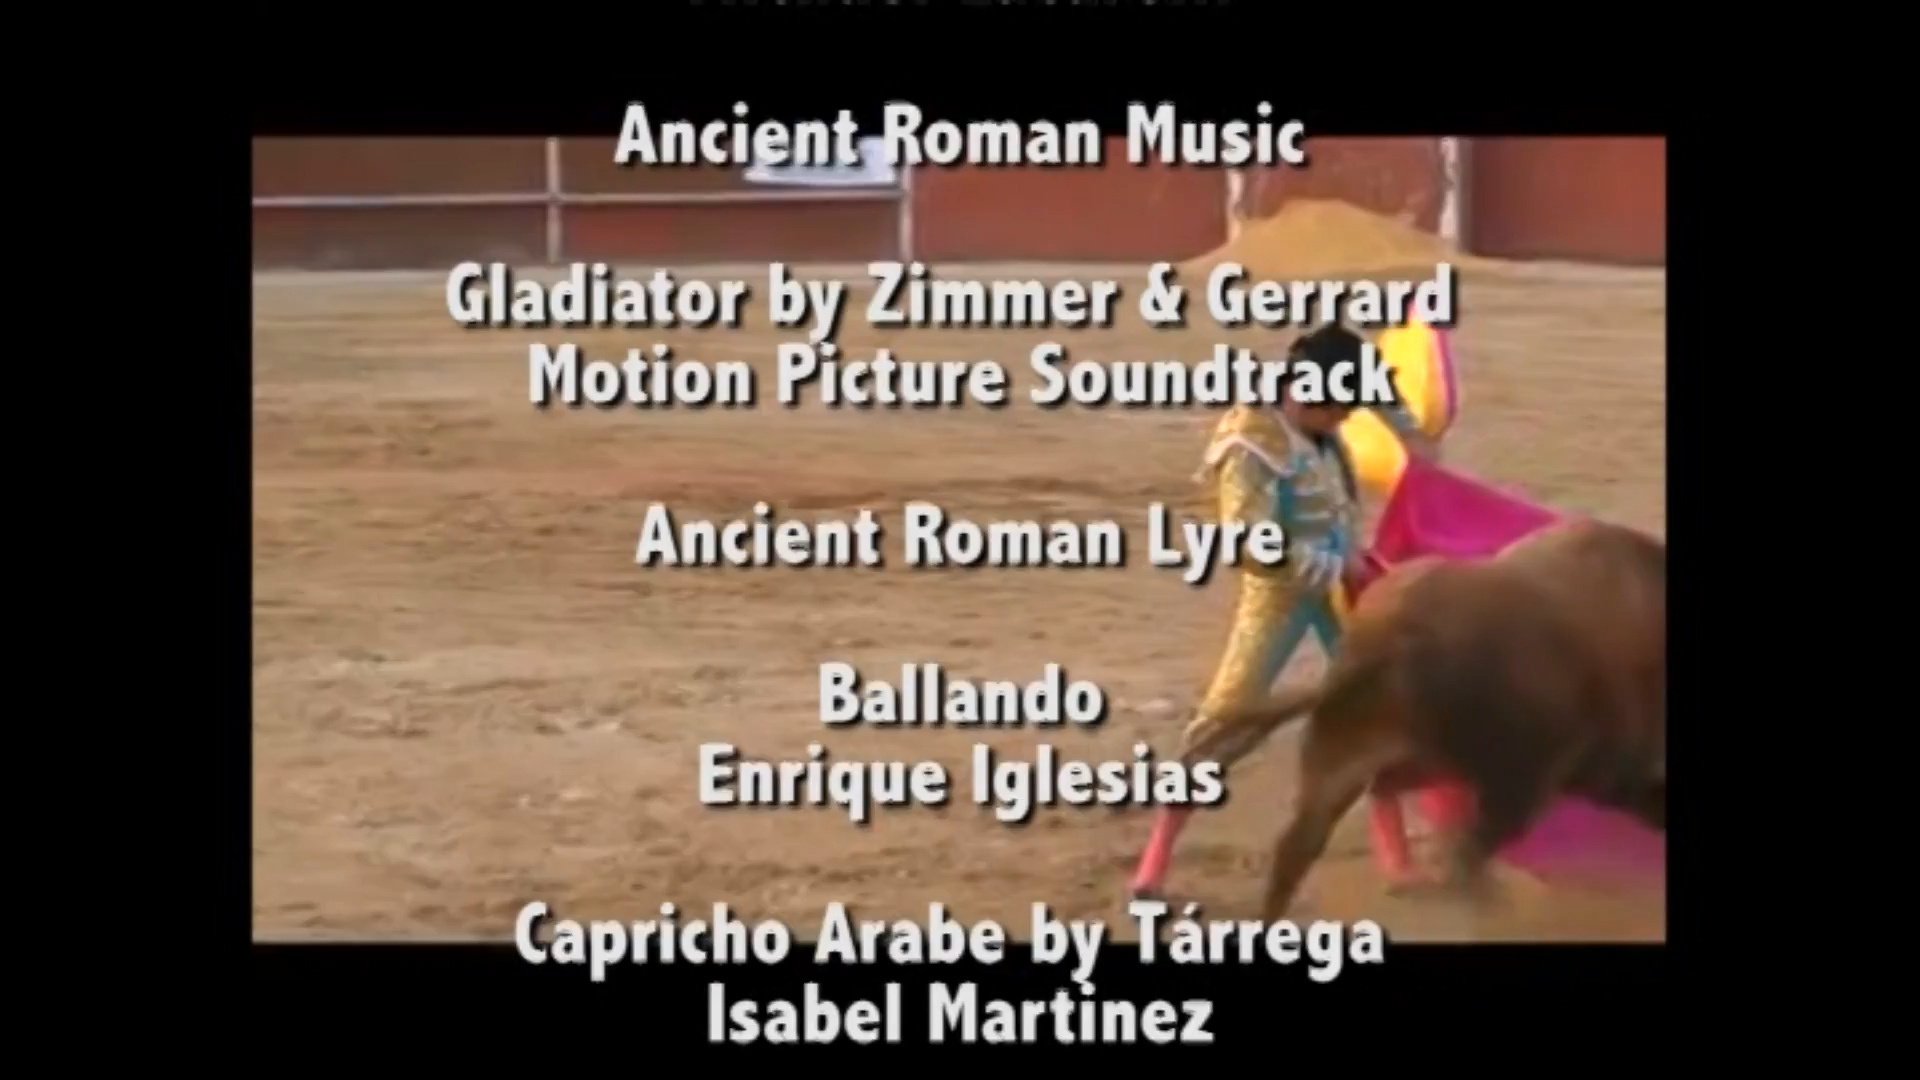 Ancient Roman Music
Gladiator by Zimmer & Gerrard
Motion Picture Soundtrack
Ancient Roman Lyre
Ballando
Enrique Iglesias
Capricho Arabe by Tárrega
Isabel Martinez